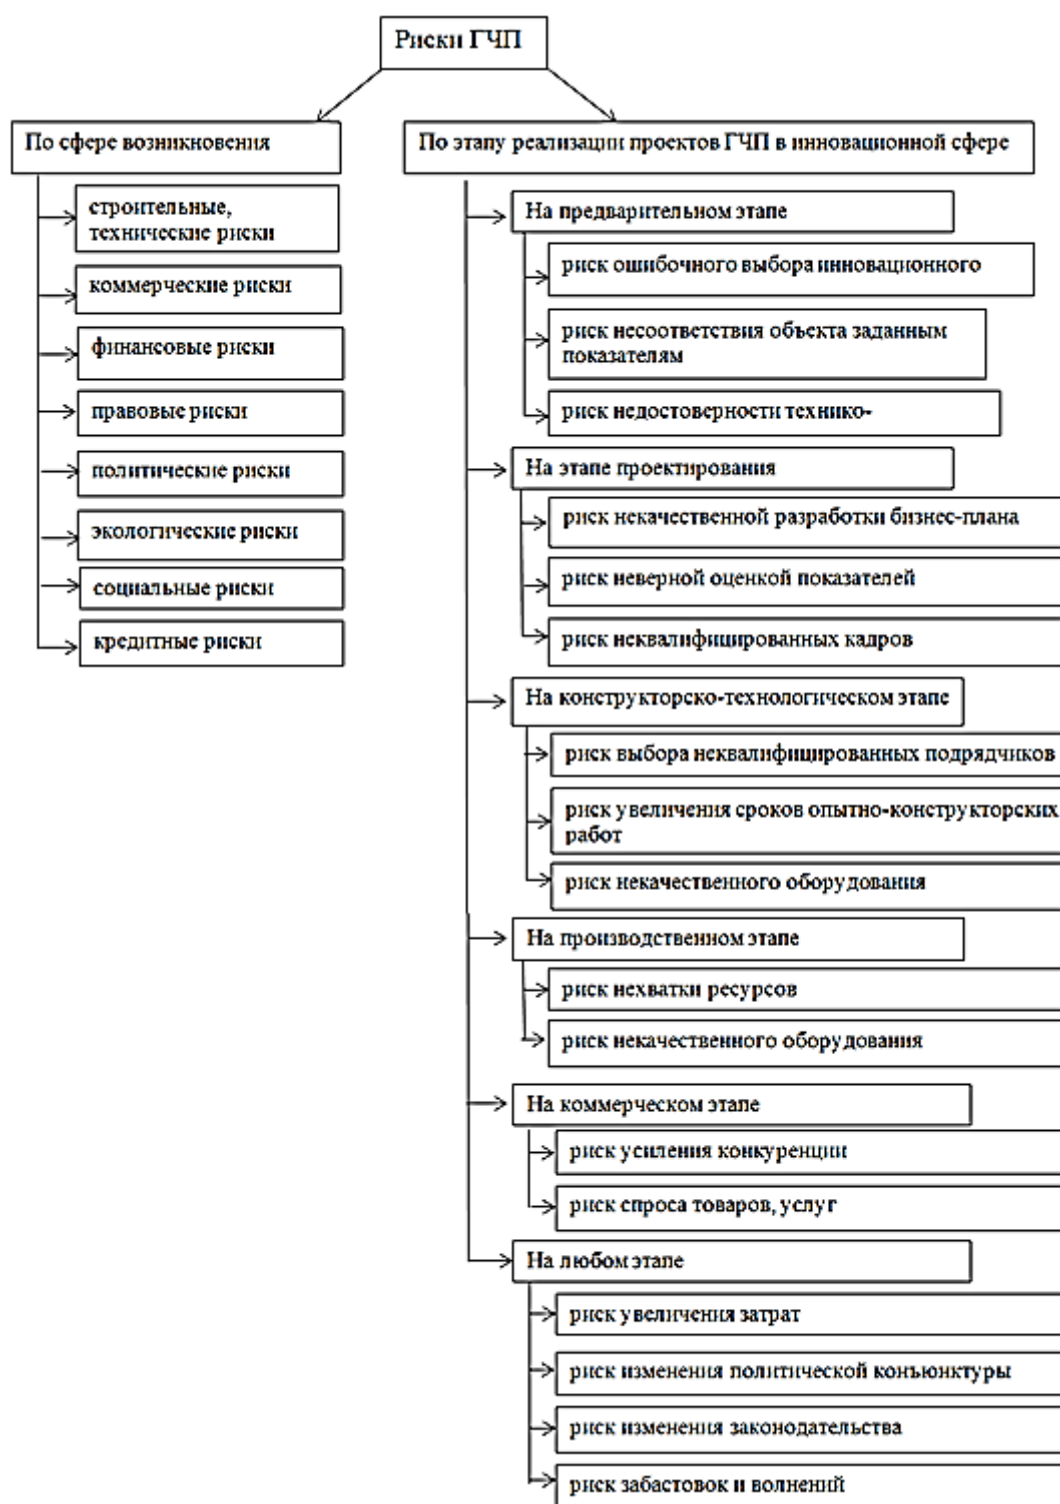 Риски ГЧП
По сфере возникновения
строительные,
технические риски
коммерческие риски
финансовые риски
правовые риски
политические риски
экологические риски
социальные риски
кредитные риски
По этапу реализации проектов ГЧП в инновационной сфере
На предварительном этапе
риск ошибочного выбора инновационного
риск несоответствия объекта заданным
показателям
риск недостоверности технико-
На этапе проектирования
риск некачественной разработки бизнес-плана
риск неверной оценкой показателей
риск неквалифицированных кадров
На конструкторско-технологическом этапе
риск выбора неквалифицированных подрядчиков
риск увеличения сроков опытно-конструкторских
работ
риск некачественного оборудования
На производственном этапе
риск нехватки ресурсов
риск некачественного оборудования
На коммерческом этапе
риск усиления конкуренции
риск спроса товаров, услуг
На любом этапе
риск увеличения затрат
риск изменения политической конъюнктуры
риск изменения законодательства
риск забастовок и волнений